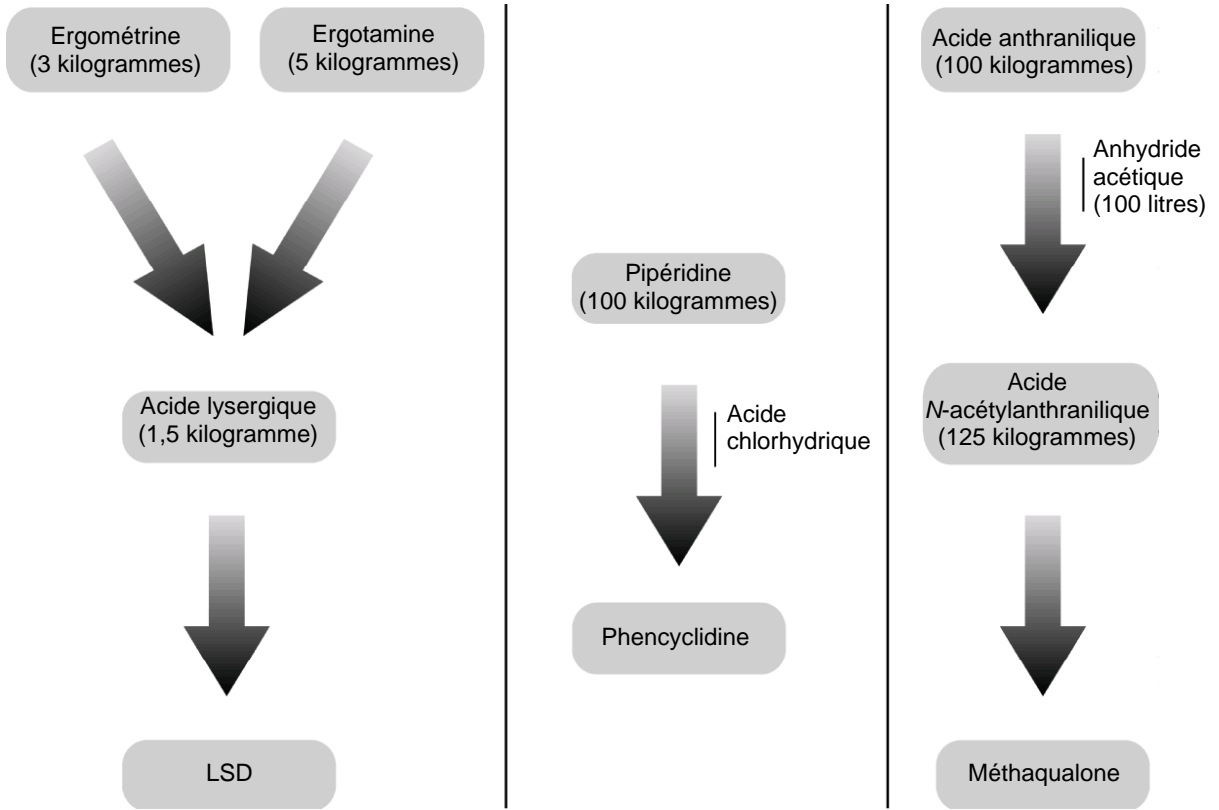 Ergométrine
(3 kilogrammes)
Ergotamine
(5 kilogrammes)
Acide lysergique
(1,5 kilogramme)
LSD
Pipéridine
(100 kilogrammes)
Acide
chlorhydrique
Phencyclidine
Acide anthranilique
(100 kilogrammes)
Anhydride
acétique
(100 litres)
Acide
N-acétylanthranilique
(125 kilogrammes)
Méthaqualone